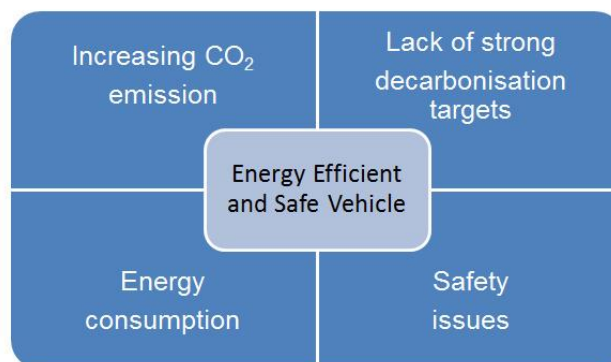 Increasing CO₂
emission
Lack of strong
decarbonisation
targets
Energy Efficient
and Safe Vehicle
Energy
consumption
Safety
issues